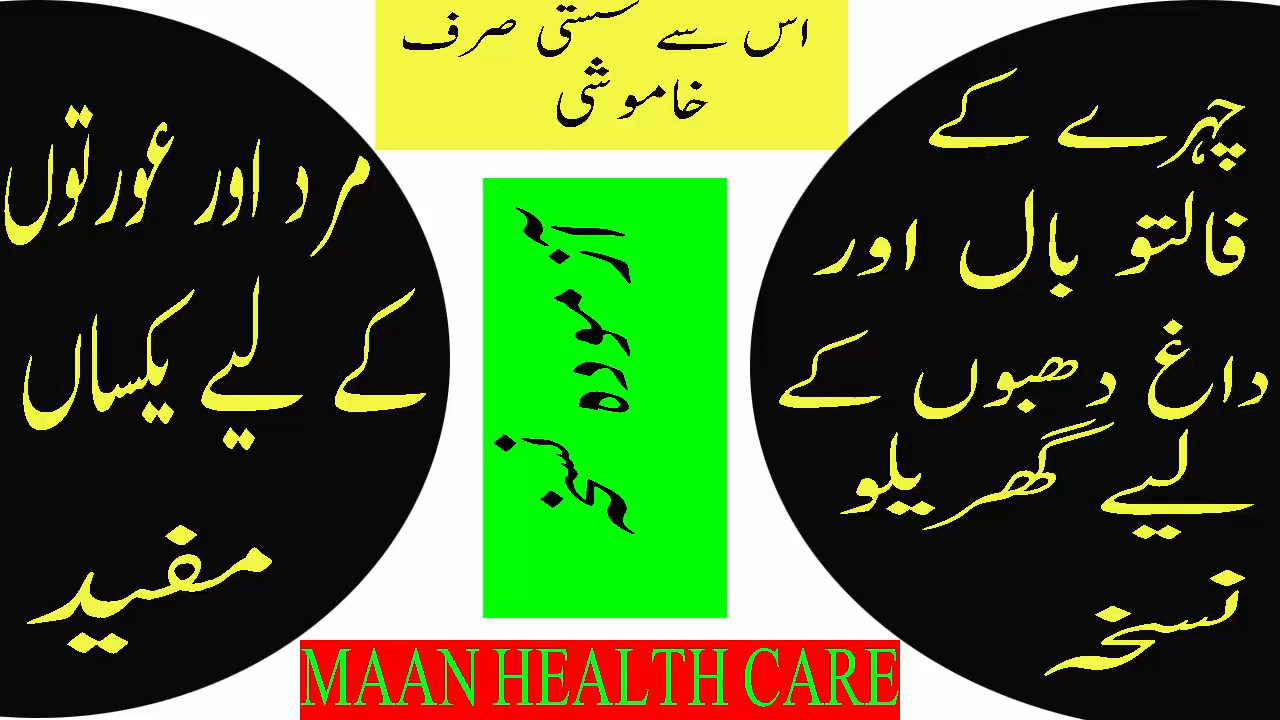 اس سے سستی صرف
خاموشی
چہرے کے
فالتو بال اور
داغ دھبوں کے
لیے گھریلو
نسخہ
آزمودہ نسخہ
مرد اور عورتوں
کے لیے یکساں
مفید
MAAN HEALTH CARE